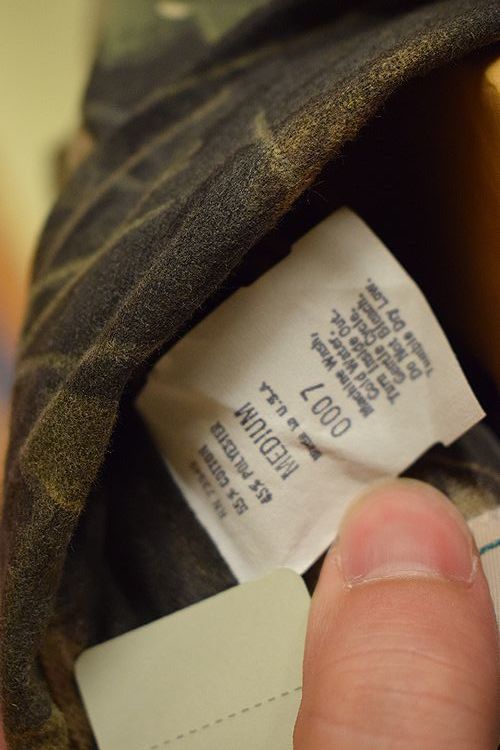 55% COTTON
45% POLYESTER
MEDIUM
Made in U.S.A
0007
Machine Wash,
Cold Water.
Turn Inside Out.
Gentle Cycle.
Do Not Bleach.
Tumble Dry Low.